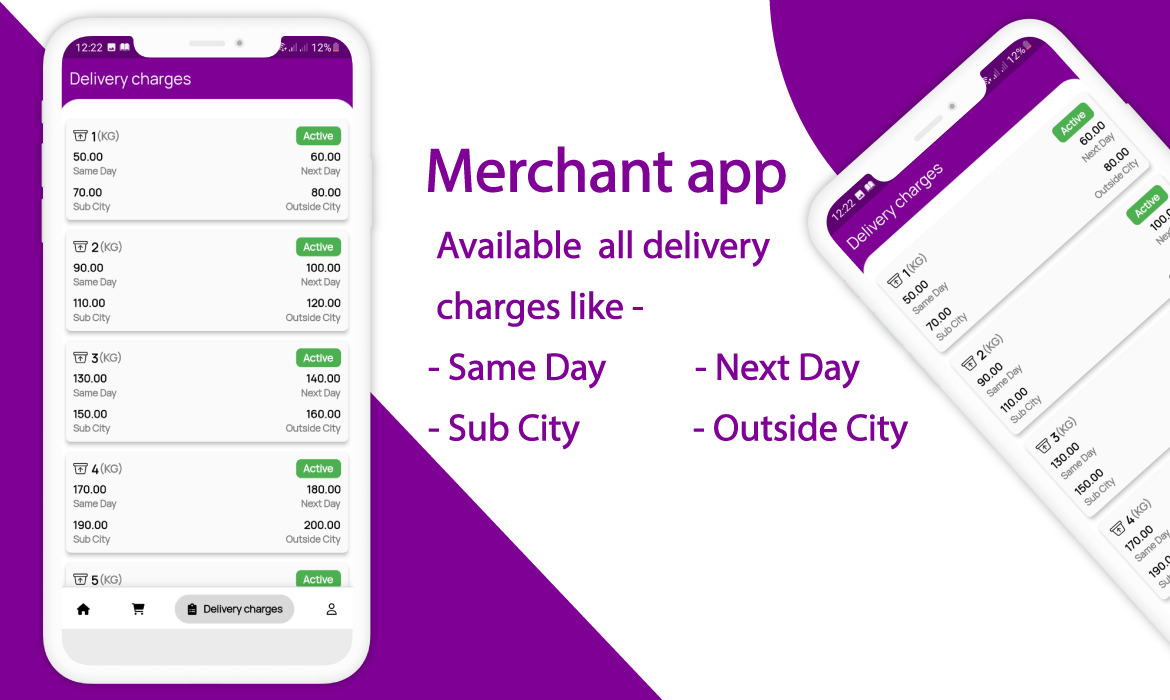 12:22 12%
Delivery charges
1(KG) Active
50.00 60.00
Same Day Next Day
70.00 80.00
Sub City Outside City
2(KG) Active
90.00 100.00
Same Day Next Day
110.00 120.00
Sub City Outside City
3(KG) Active
130.00 140.00
Same Day Next Day
150.00 160.00
Sub City Outside City
4(KG) Active
170.00 180.00
Same Day Next Day
190.00 200.00
Sub City Outside City
5(KG) Active
Delivery charges
Merchant app
Available all delivery
charges like -
- Same Day - Next Day
- Sub City - Outside City
12:22 12%
Delivery charges
1(KG) Active
50.00 60.00
Same Day Next Day
70.00 80.00
Sub City Outside City
2(KG) Active
90.00 100.0
Same Day
110.00
Sub City
3(KG)
130.00
Same Day
150.00
Sub City
4(KG)
170.00
Same Day
190.0